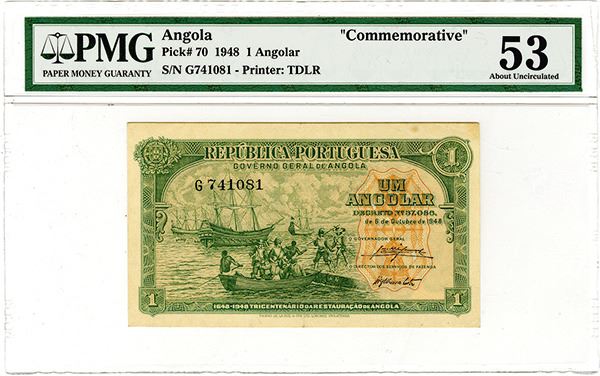 PMG
PAPER MONEY GUARANTY
Angola "Commemorative"
Pick# 70 1948 1 Angolar
S/N G741081 - Printer: TDLR
53
About Uncirculated
REPÚBLICA PORTUGUESA
GOVERNO GERAL DE ANGOLA
1
G 741081
UM
ANGOLAR
DECRETO Nº 37.086,
de 6 de Outubro de 1948
O GOVERNADOR GERAL
O DIRECTOR DOS SERVIÇOS DE FAZENDA
1
1
1648-1948 TRICENTENÁRIO DA RESTAURAÇÃO DE ANGOLA